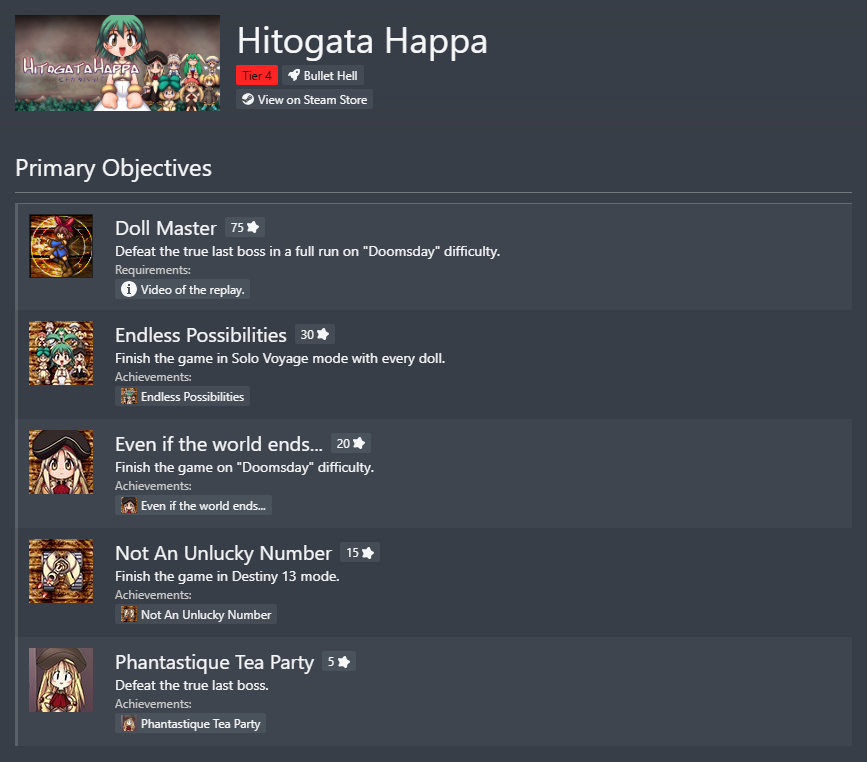 HITOGATA HAPPA
Hitogata Happa
Tier 4
Bullet Hell
View on Steam Store
Primary Objectives
Doll Master 75
Defeat the true last boss in a full run on "Doomsday" difficulty.
Requirements:
Video of the replay.
Endless Possibilities 30
Finish the game in Solo Voyage mode with every doll.
Achievements:
Endless Possibilities
Even if the world ends... 20
Finish the game on "Doomsday" difficulty.
Achievements:
Even if the world ends...
Not An Unlucky Number 15
Finish the game in Destiny 13 mode.
Achievements:
Not An Unlucky Number
Phantastique Tea Party 5
Defeat the true last boss.
Achievements:
Phantastique Tea Party